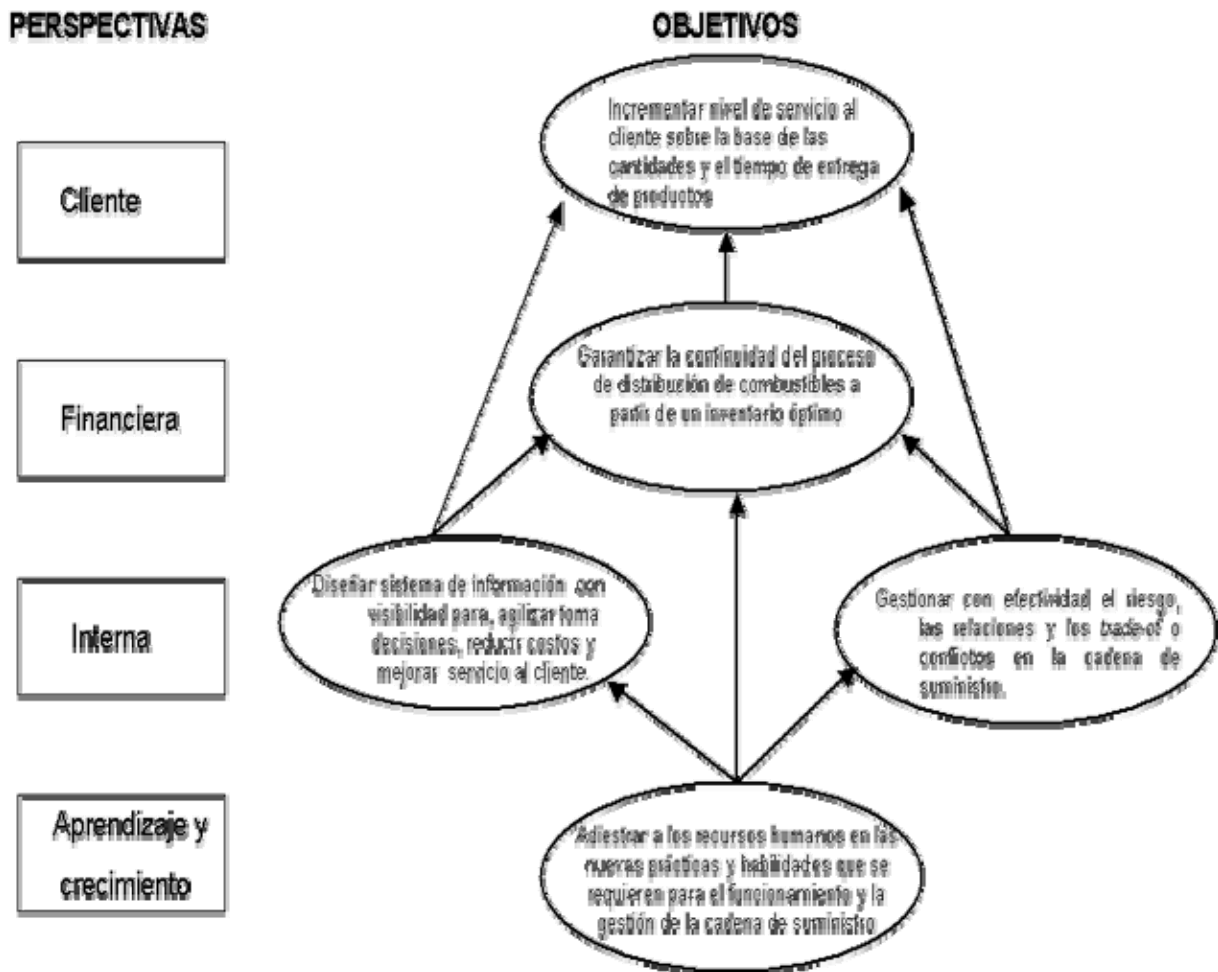 PERSPECTIVAS
OBJETIVOS
Cliente
Incrementar nivel de servicio al
cliente sobre la base de las
cantidades y el tiempo de entrega
de productos
Financiera
Garantizar la continuidad del proceso
de distribución de combustibles a
partir de un inventario óptimo
Interna
Diseñar sistema de información con
visibilidad para, agilizar toma
decisiones, reducir costos y
mejorar servicio al cliente.
Gestionar con efectividad el riesgo,
las relaciones y los trade-of o
conflictos en la cadena de
suministro.
Aprendizaje y
crecimiento
Adiestrar a los recursos humanos en las
nuevas prácticas y habilidades que se
requieren para el funcionamiento y la
gestión de la cadena de suministro